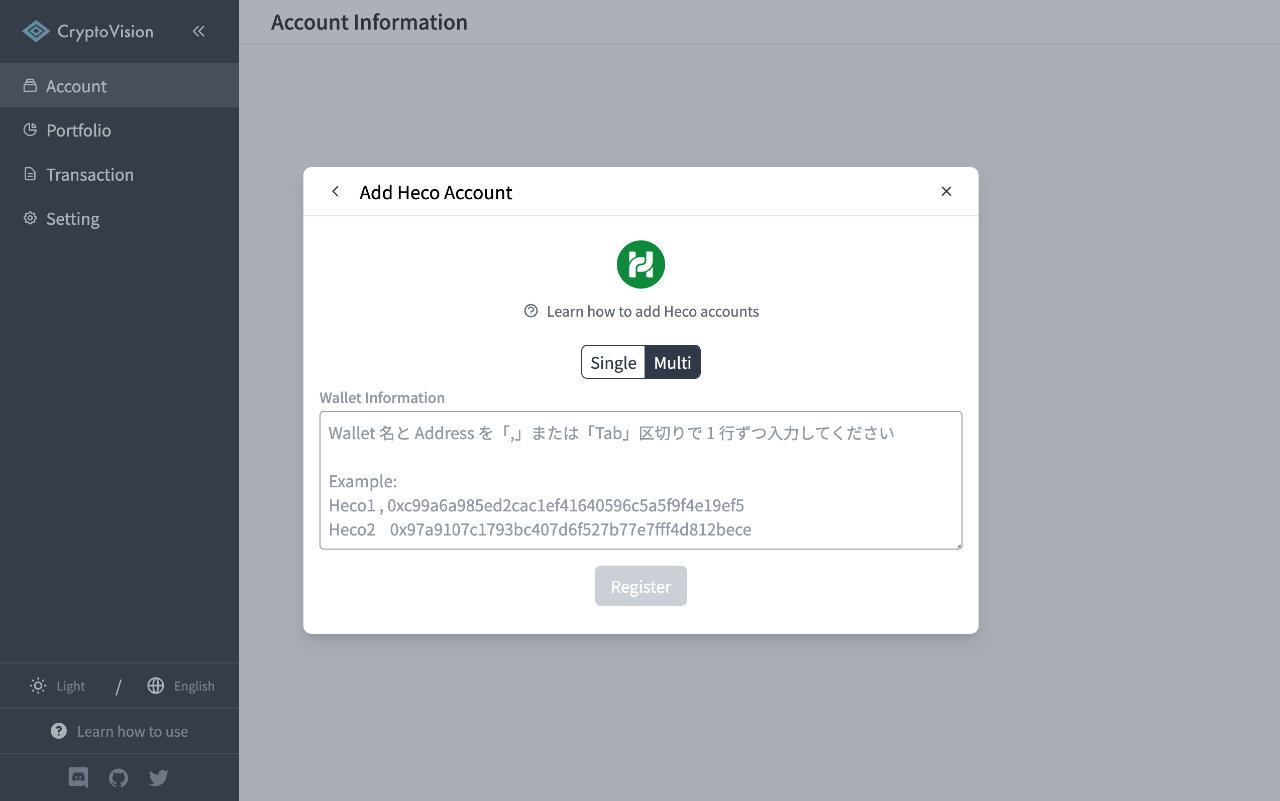 CryptoVision
Account
Portfolio
Transaction
Setting
Light / English
Learn how to use
Account Information
Add Heco Account
Learn how to add Heco accounts
Single Multi
Wallet Information
Wallet 名と Address を「,」または「Tab」区切りで 1 行ずつ入力してください
Example:
Heco1 , 0xc99a6a985ed2cac1ef41640596c5a5f9f4e19ef5
Heco2 0x97a9107c1793bc407d6f527b77e7fff4d812bece
Register